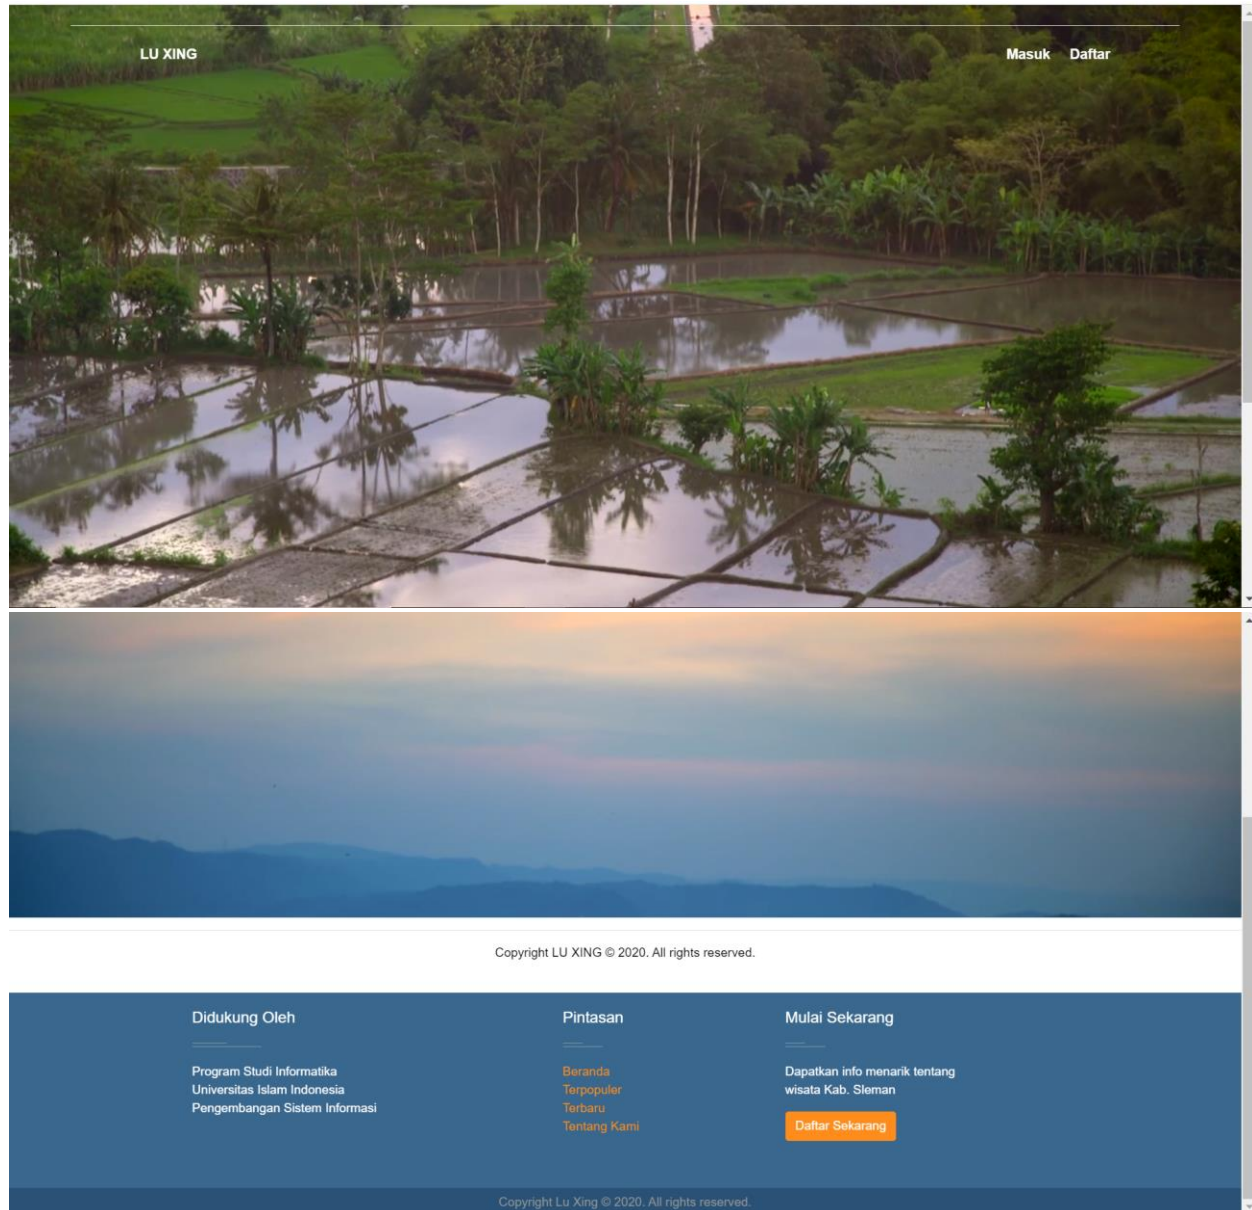 LU XING
Masuk Daftar
Copyright LU XING © 2020. All rights reserved.
Didukung Oleh
Program Studi Informatika
Universitas Islam Indonesia
Pengembangan Sistem Informasi
Pintasan
Beranda
Terpopuler
Terbaru
Tentang Kami
Mulai Sekarang
Dapatkan info menarik tentang
wisata Kab. Sleman
Daftar Sekarang
Copyright Lu Xing © 2020. All rights reserved.